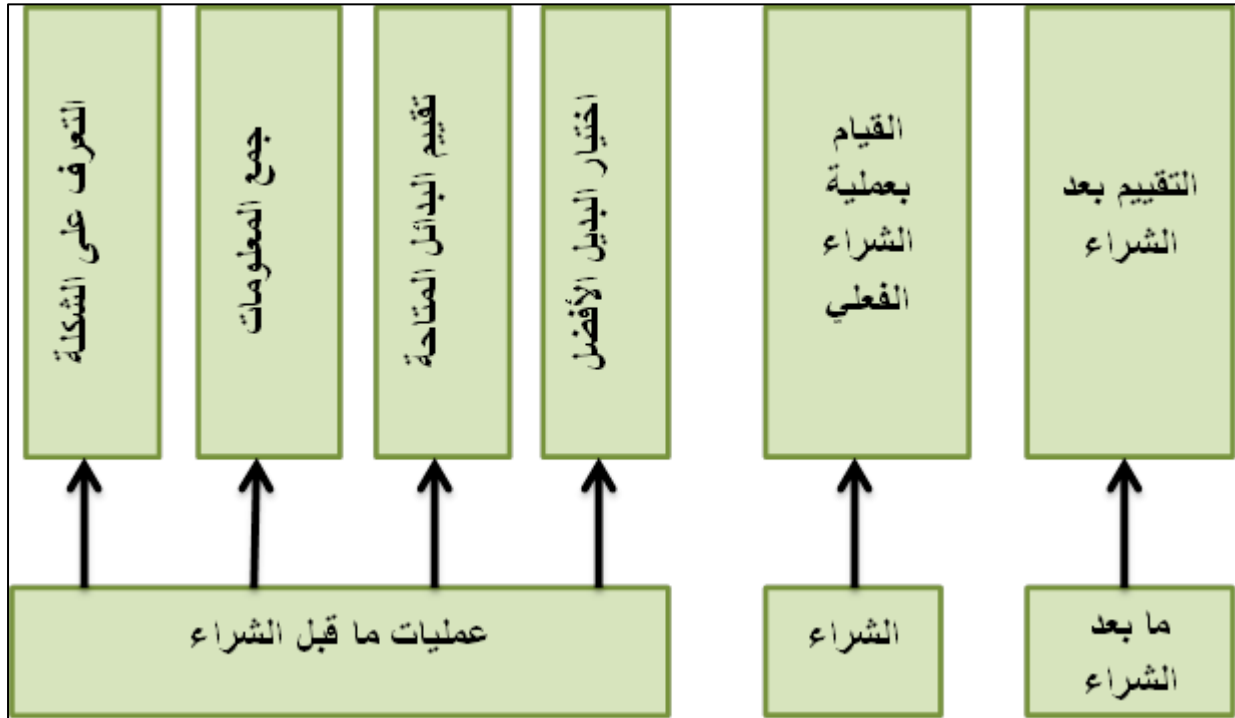 التعرف على الشكلة
جمع المعلومات
تقييم البدائل المتاحة
اختيار البديل الأفضل
القيام
بعملية
الشراء
الفعلي
التقييم بعد
الشراء
عمليات ما قبل الشراء
الشراء
ما بعد
الشراء